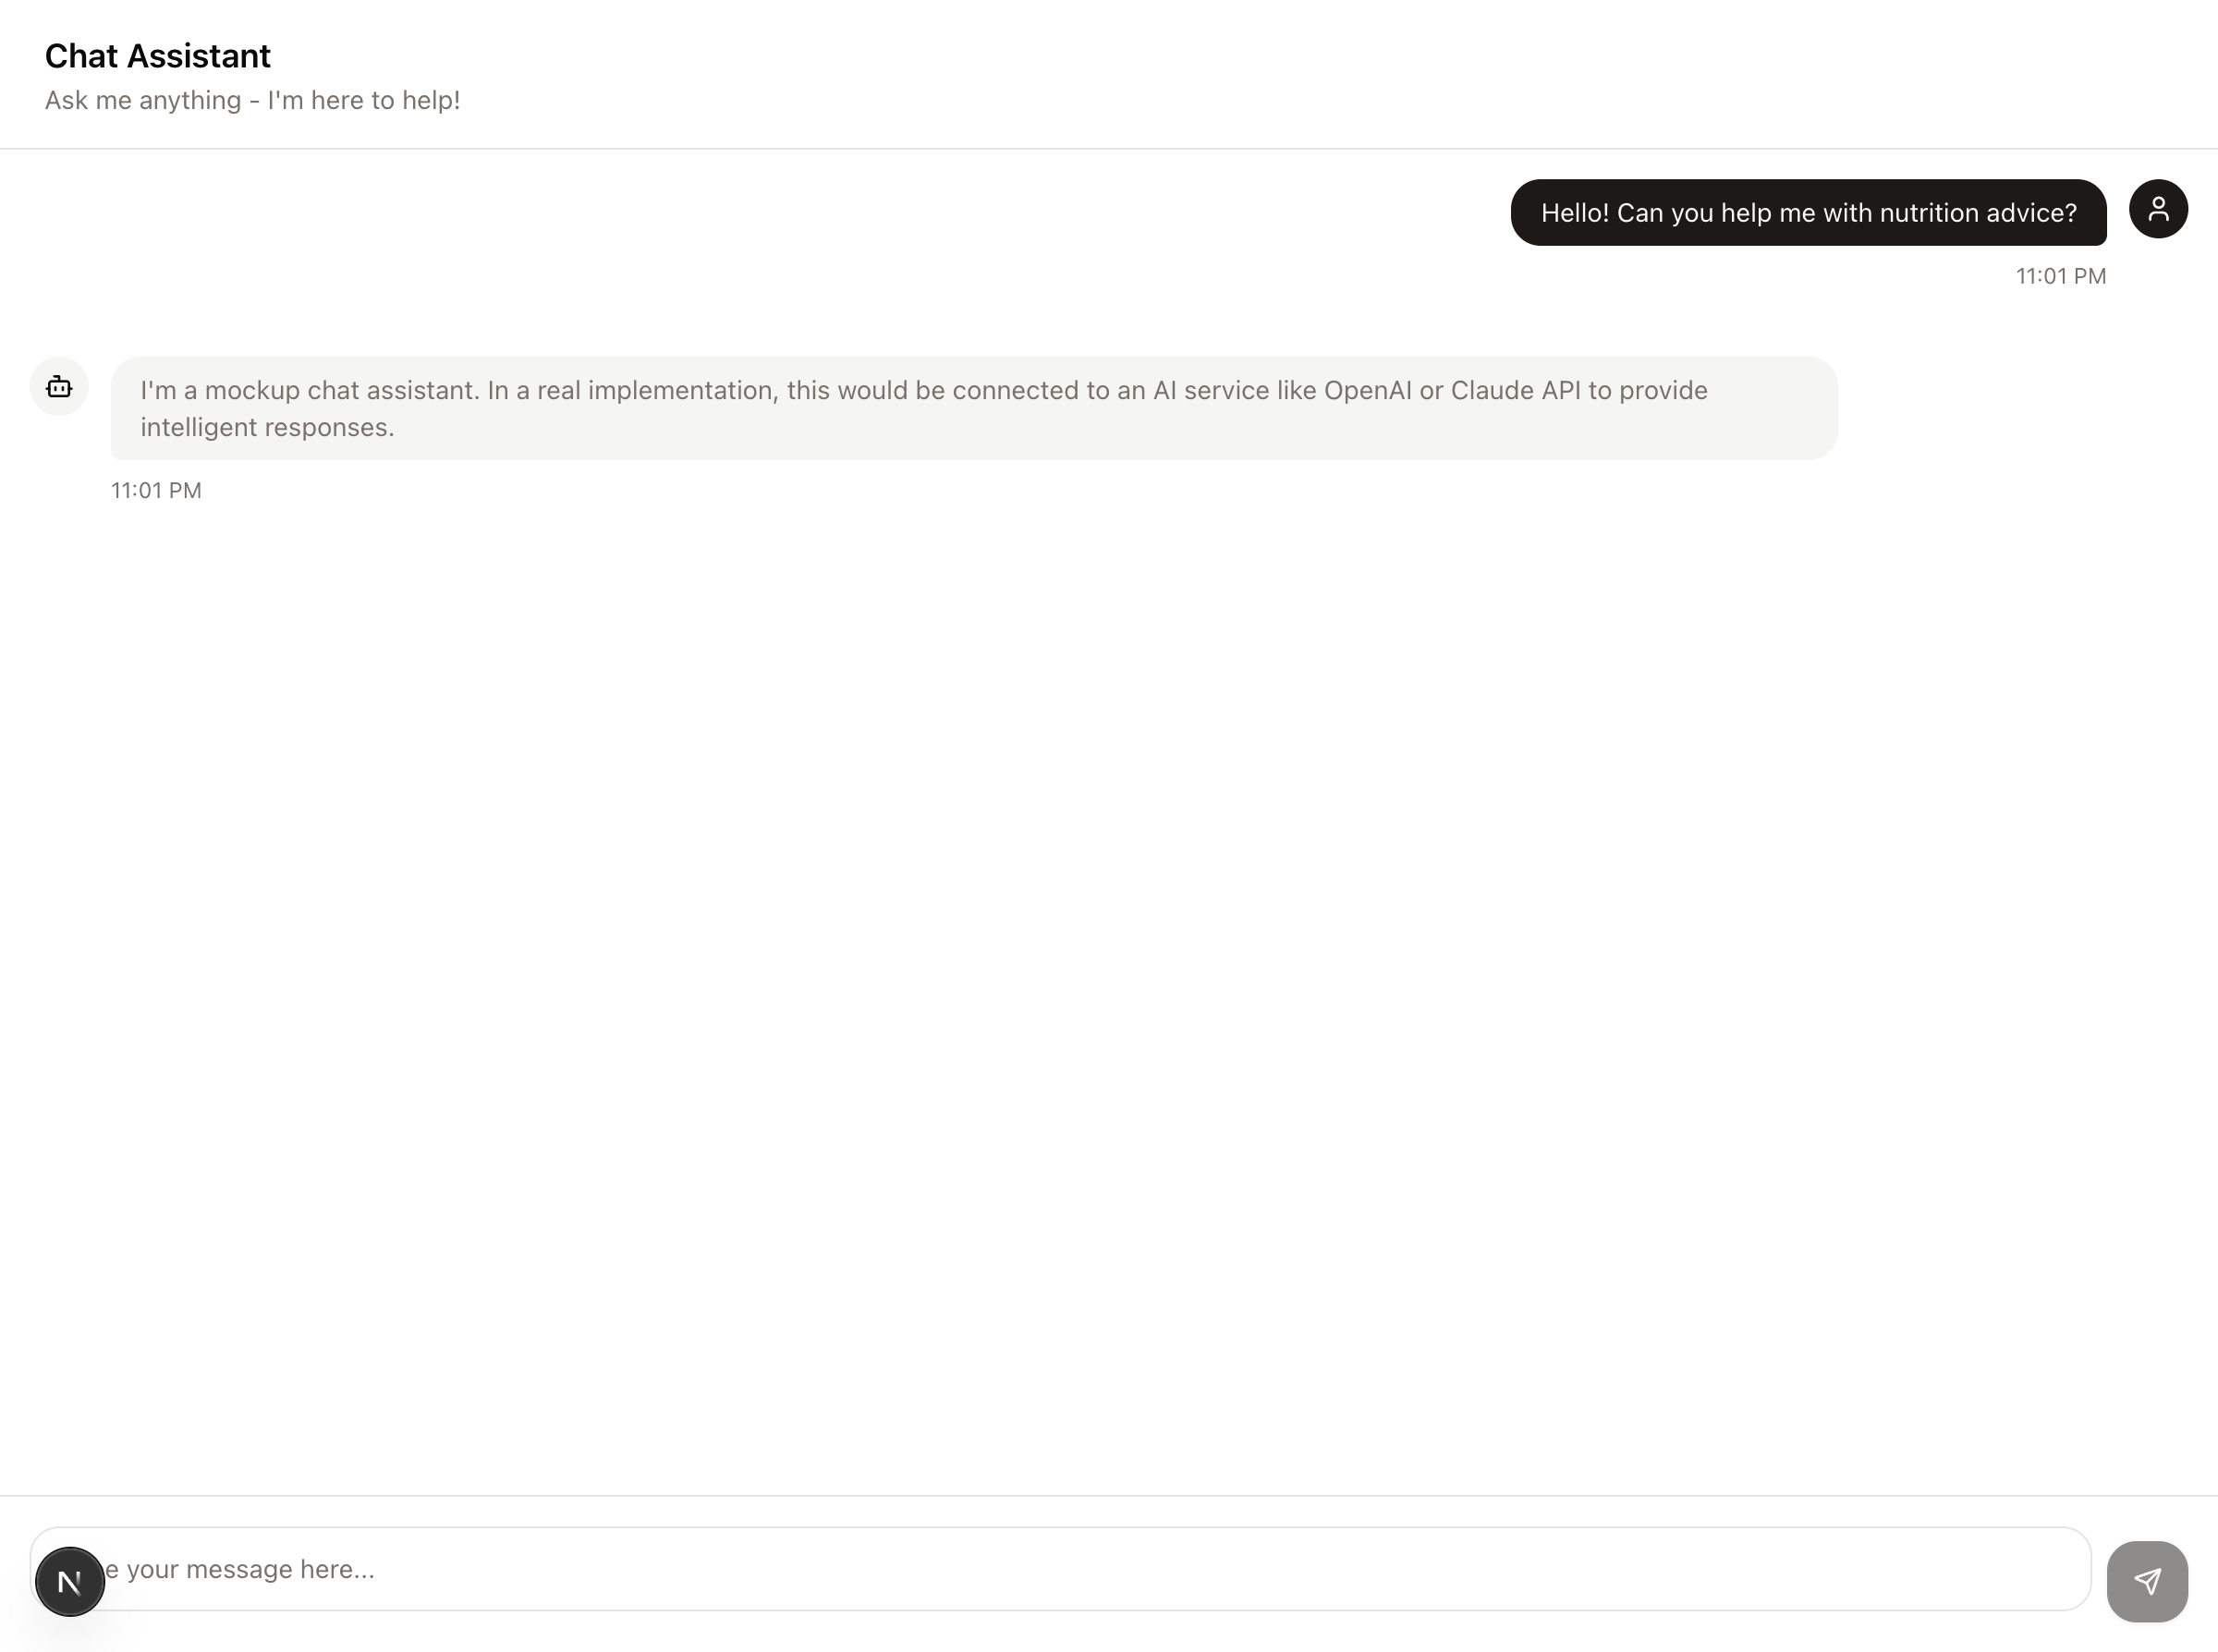 Chat Assistant
Ask me anything - I'm here to help!
Hello! Can you help me with nutrition advice?
11:01 PM
I'm a mockup chat assistant. In a real implementation, this would be connected to an AI service like OpenAI or Claude API to provide
intelligent responses.
11:01 PM
N
your message here...